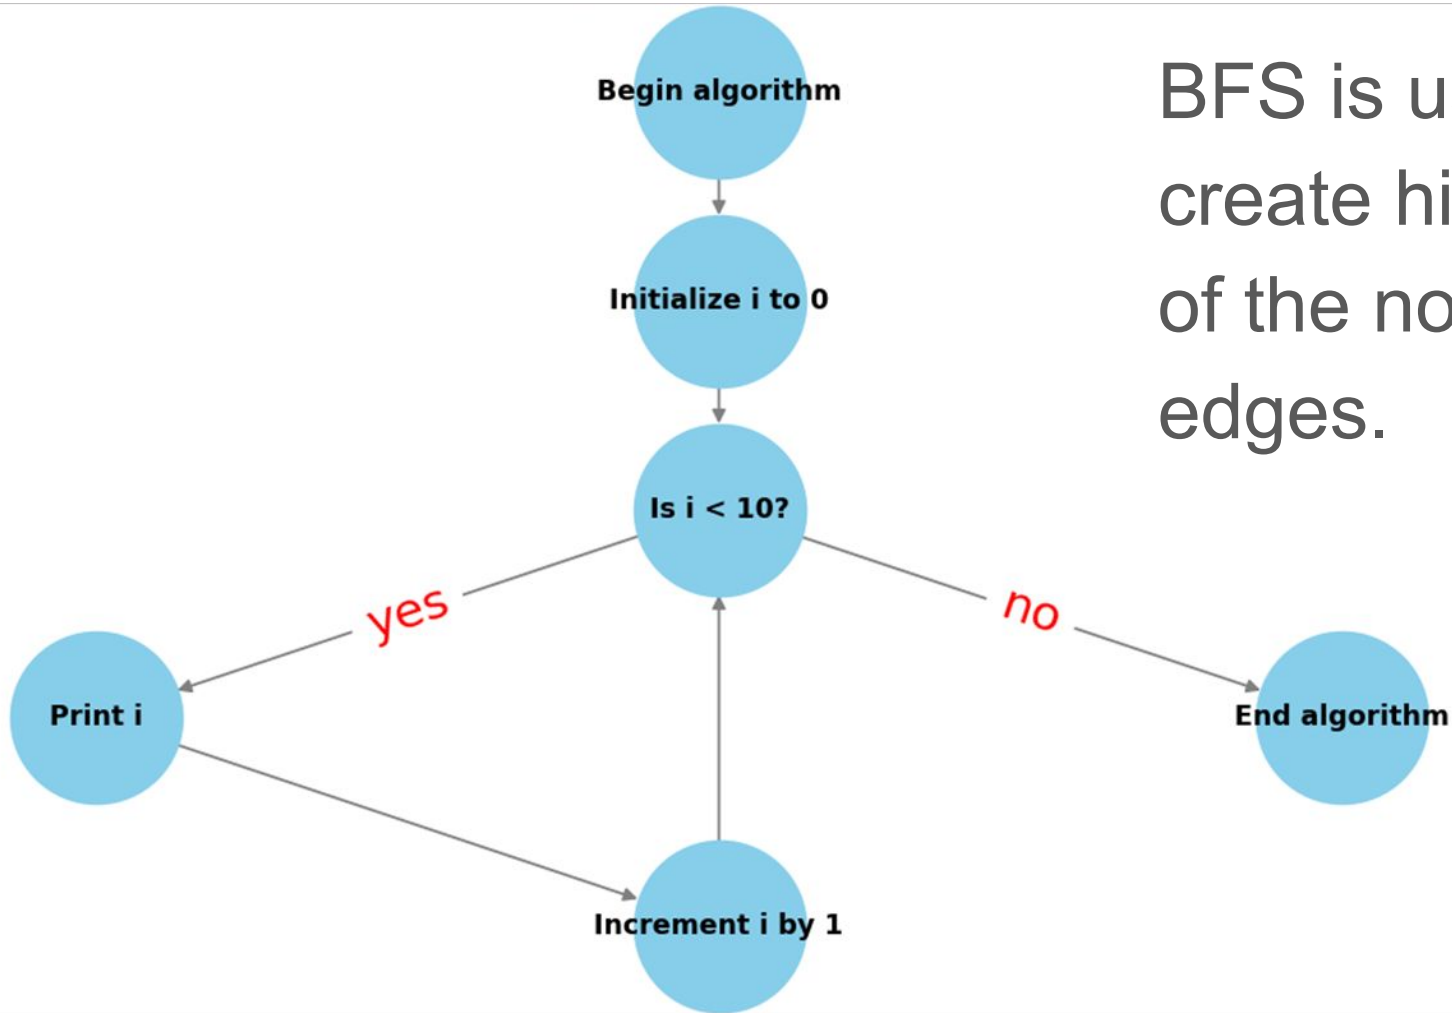 Begin algorithm
Initialize i to 0
Is i < 10?
yes
no
Print i
End algorithm
Increment i by 1
BFS is u
create hi
of the no
edges.